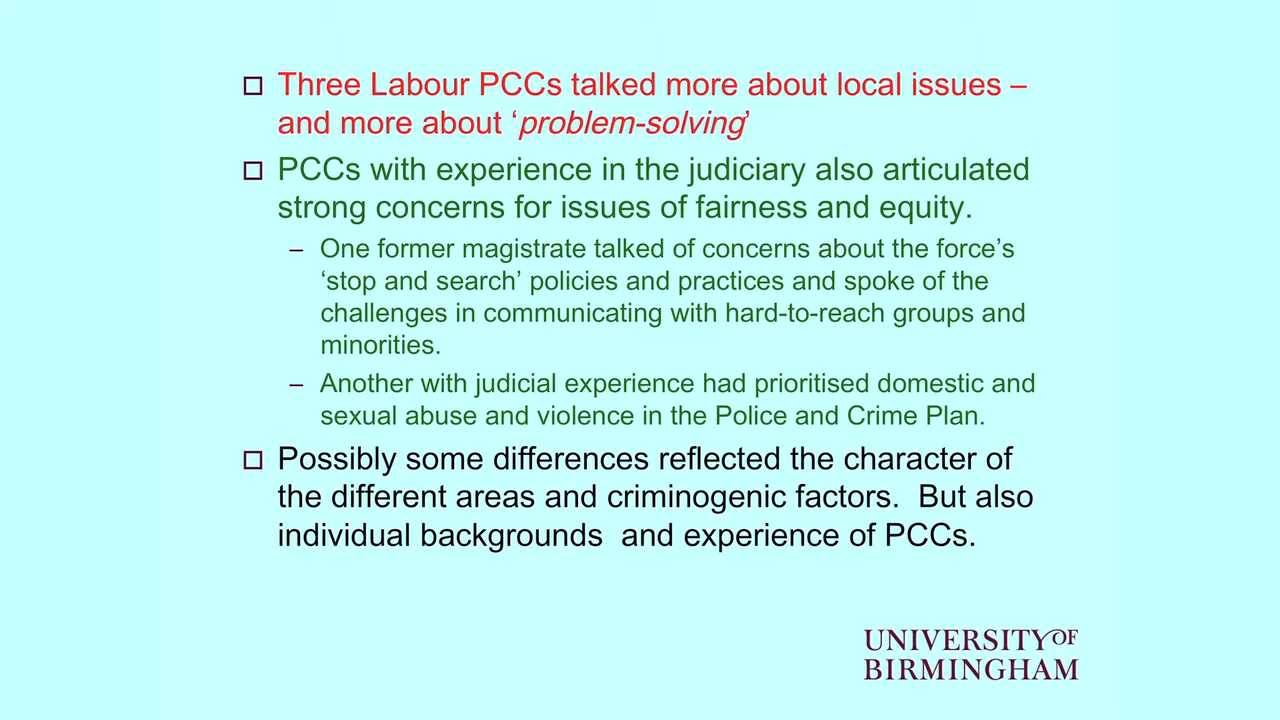 Three Labour PCCs talked more about local issues –
and more about ‘problem-solving’
PCCs with experience in the judiciary also articulated
strong concerns for issues of fairness and equity.
– One former magistrate talked of concerns about the force’s
‘stop and search’ policies and practices and spoke of the
challenges in communicating with hard-to-reach groups and
minorities.
– Another with judicial experience had prioritised domestic and
sexual abuse and violence in the Police and Crime Plan.
Possibly some differences reflected the character of
the different areas and criminogenic factors.  But also
individual backgrounds  and experience of PCCs.
UNIVERSITY OF
BIRMINGHAM